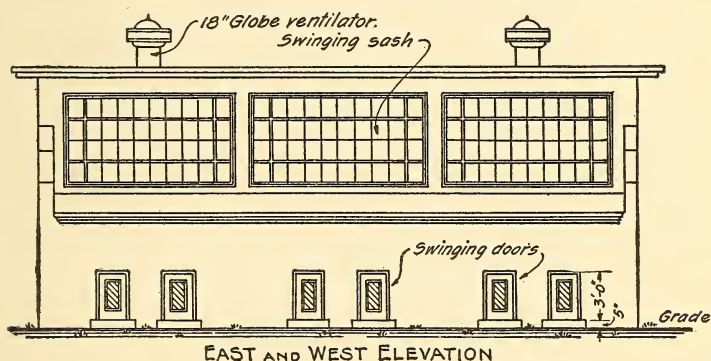 18" Globe ventilator.
Swinging sash
Swinging doors
3'-0"
5"
Grade
EAST AND WEST ELEVATION